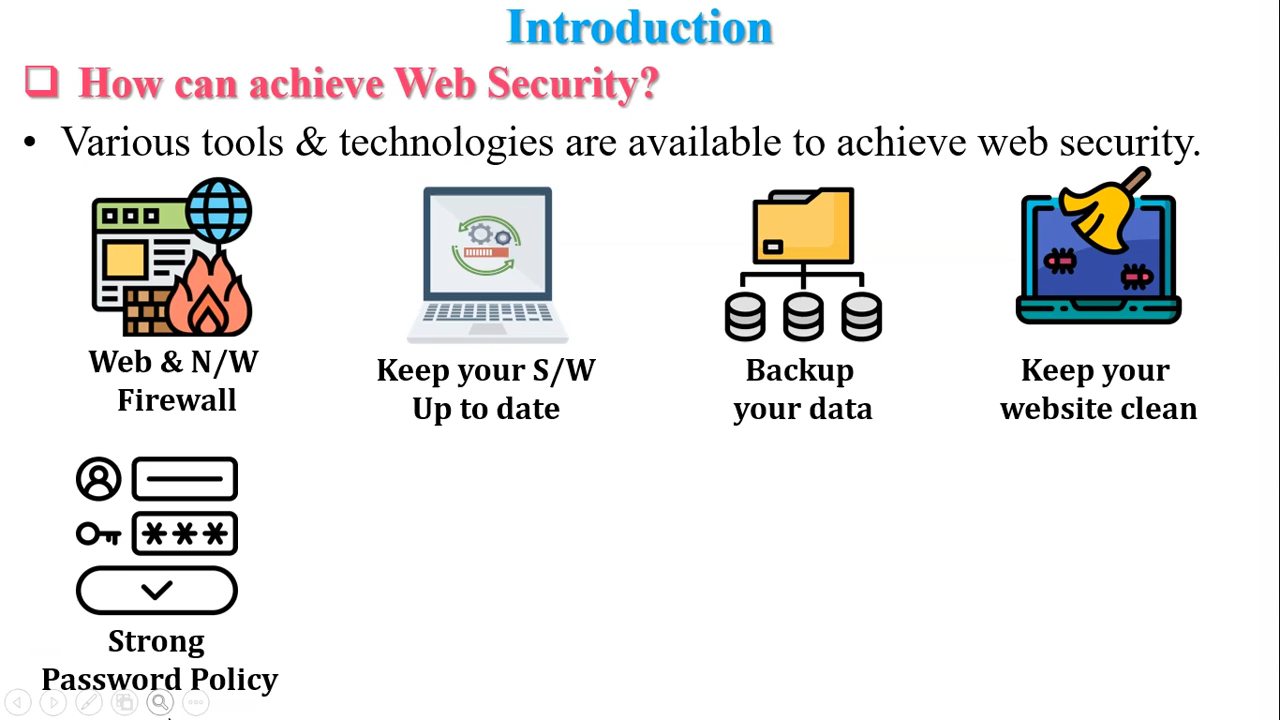 Introduction
❑ How can achieve Web Security?
• Various tools & technologies are available to achieve web security.
Web & N/W
Firewall
Keep your S/W
Up to date
Backup
your data
Keep your
website clean
***
Strong
Password Policy